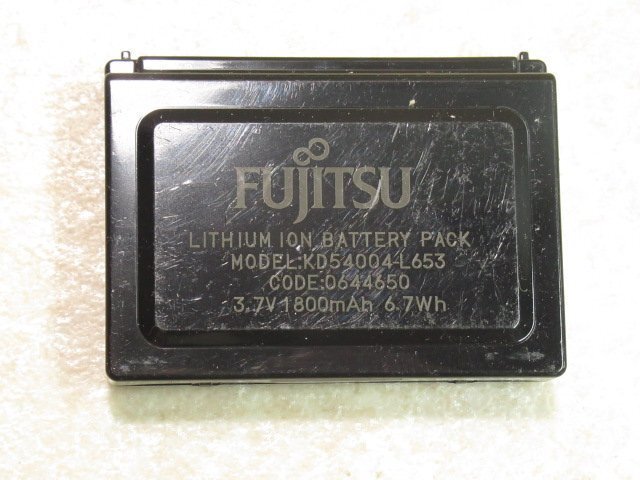 FUJITSU
LITHIUM ION BATTERY PACK
MODEL:KD54004-L653
CODE:0644650
3.7V 1800mAh 6.7Wh